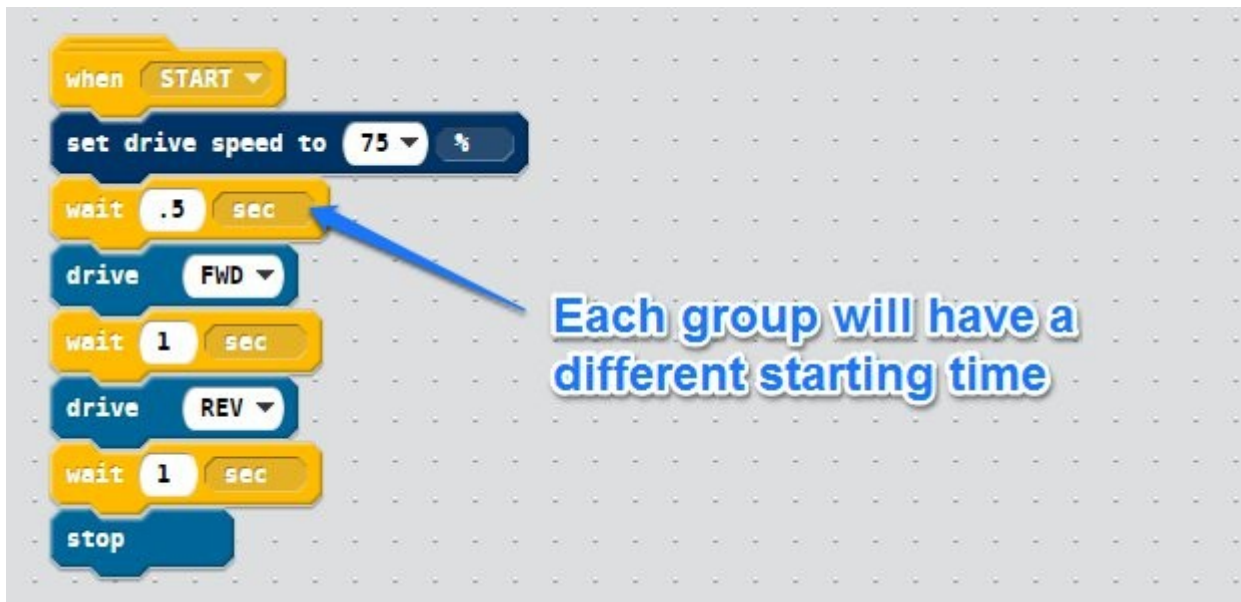 when START
set drive speed to 75 %
wait .5 sec
drive FWD
wait 1 sec
drive REV
wait 1 sec
stop
Each group will have a
different starting time